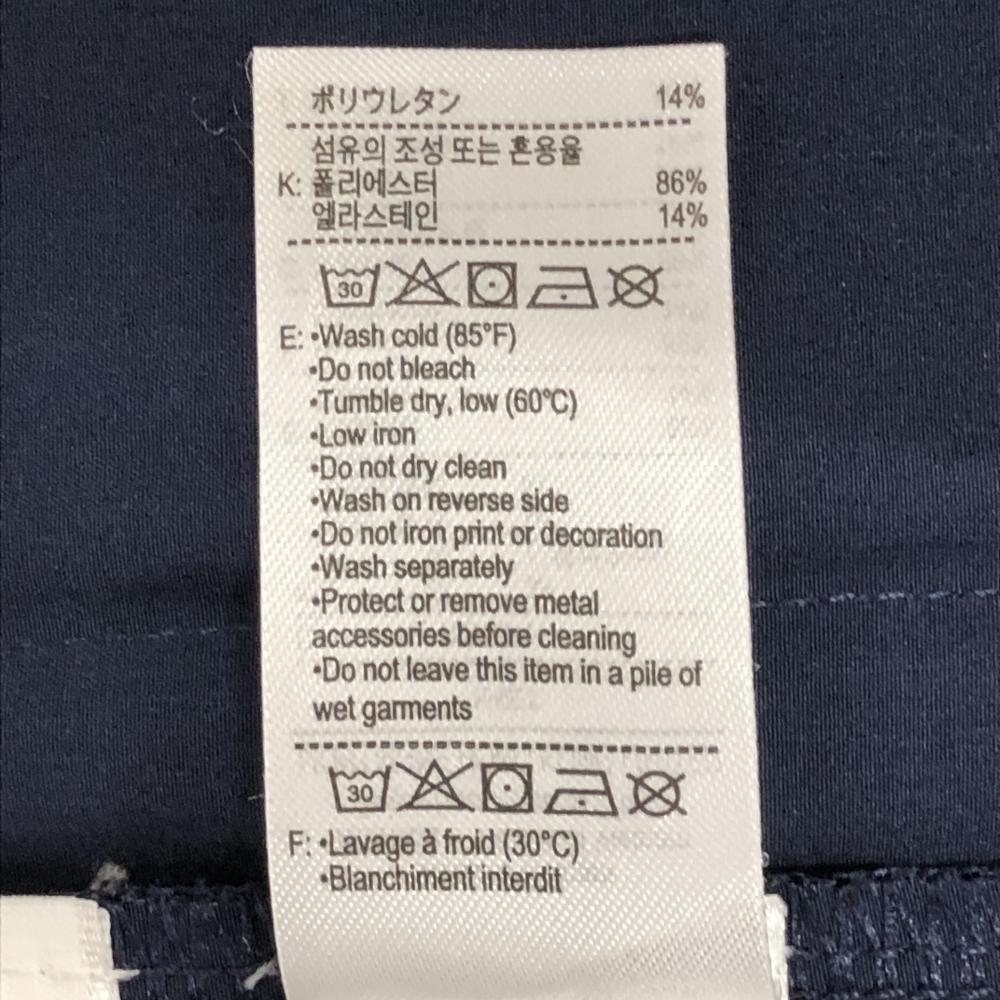 ポリウレタン 14%
섬유의 조성 또는 혼용율
K: 폴리에스터 86%
엘라스테인 14%
30
E: •Wash cold (85°F)
•Do not bleach
•Tumble dry, low (60°C)
•Low iron
•Do not dry clean
•Wash on reverse side
•Do not iron print or decoration
•Wash separately
•Protect or remove metal
accessories before cleaning
•Do not leave this item in a pile of
wet garments
30
F: •Lavage à froid (30°C)
•Blanchiment interdit